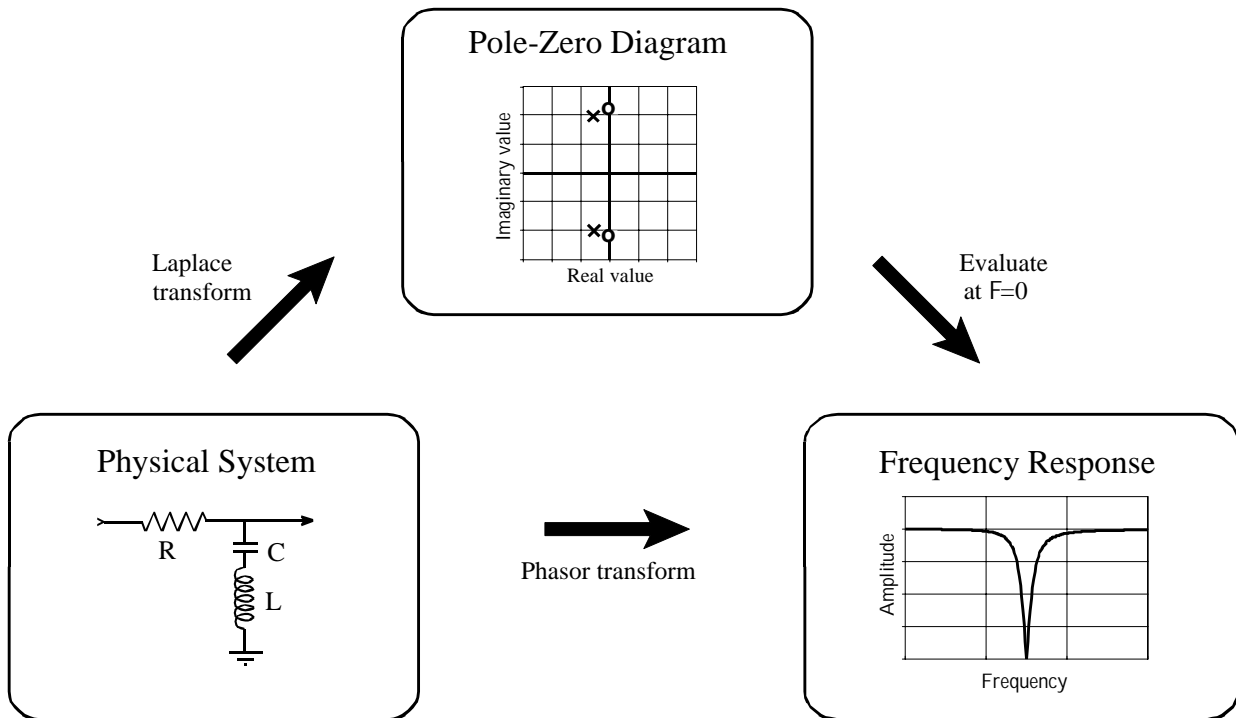 Pole-Zero Diagram
Imaginary value
Real value
Laplace
transform
Evaluate
at F=0
Physical System
R
C
L
Phasor transform
Frequency Response
Amplitude
Frequency